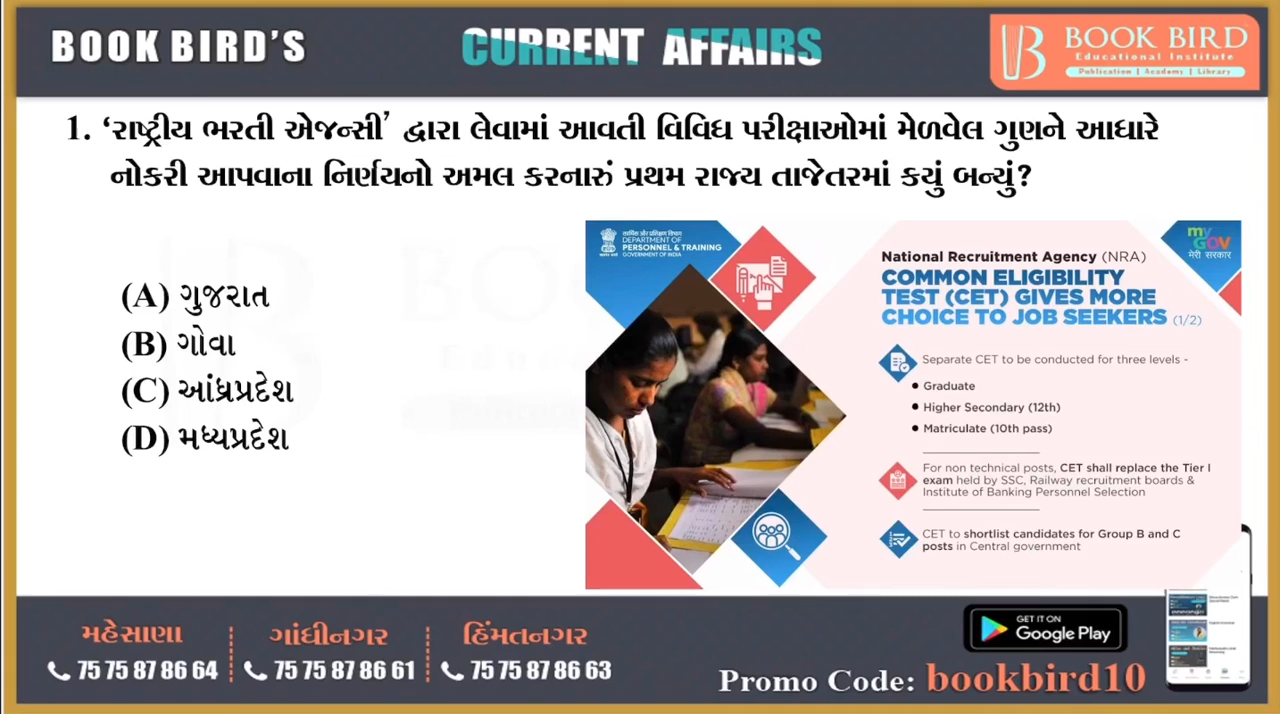 BOOK BIRD'S
CURRENT AFFAIRS
BOOK BIRD
Educational Institute
Publication | Academy | Library
1. ‘રાષ્ટ્રીય ભરતી એજન્સી’ દ્વારા લેવામાં આવતી વિવિધ પરીક્ષાઓમાં મેળવેલ ગુણને આધારે
નોકરી આપવાના નિર્ણયનો અમલ કરનારું પ્રથમ રાજ્ય તાજેતરમાં કયું બન્યું?
(A) ગુજરાત
(B) ગોવા
(C) આંધ્રપ્રદેશ
(D) મધ્યપ્રદેશ
कार्मिक और प्रशिक्षण विभाग
DEPARTMENT OF
PERSONNEL & TRAINING
GOVERNMENT OF INDIA
my
GOV
मेरी सरकार
National Recruitment Agency (NRA)
COMMON ELIGIBILITY
TEST (CET) GIVES MORE
CHOICE TO JOB SEEKERS (1/2)
Separate CET to be conducted for three levels -
Graduate
Higher Secondary (12th)
Matriculate (10th pass)
For non technical posts, CET shall replace the Tier I
exam held by SSC, Railway recruitment boards &
Institute of Banking Personnel Selection
CET to shortlist candidates for Group B and C
posts in Central government
મહેસાણા
75 75 87 86 64
ગાંધીનગર
75 75 87 86 61
હિંમતનગર
75 75 87 86 63
GET IT ON
Google Play
Promo Code: bookbird10